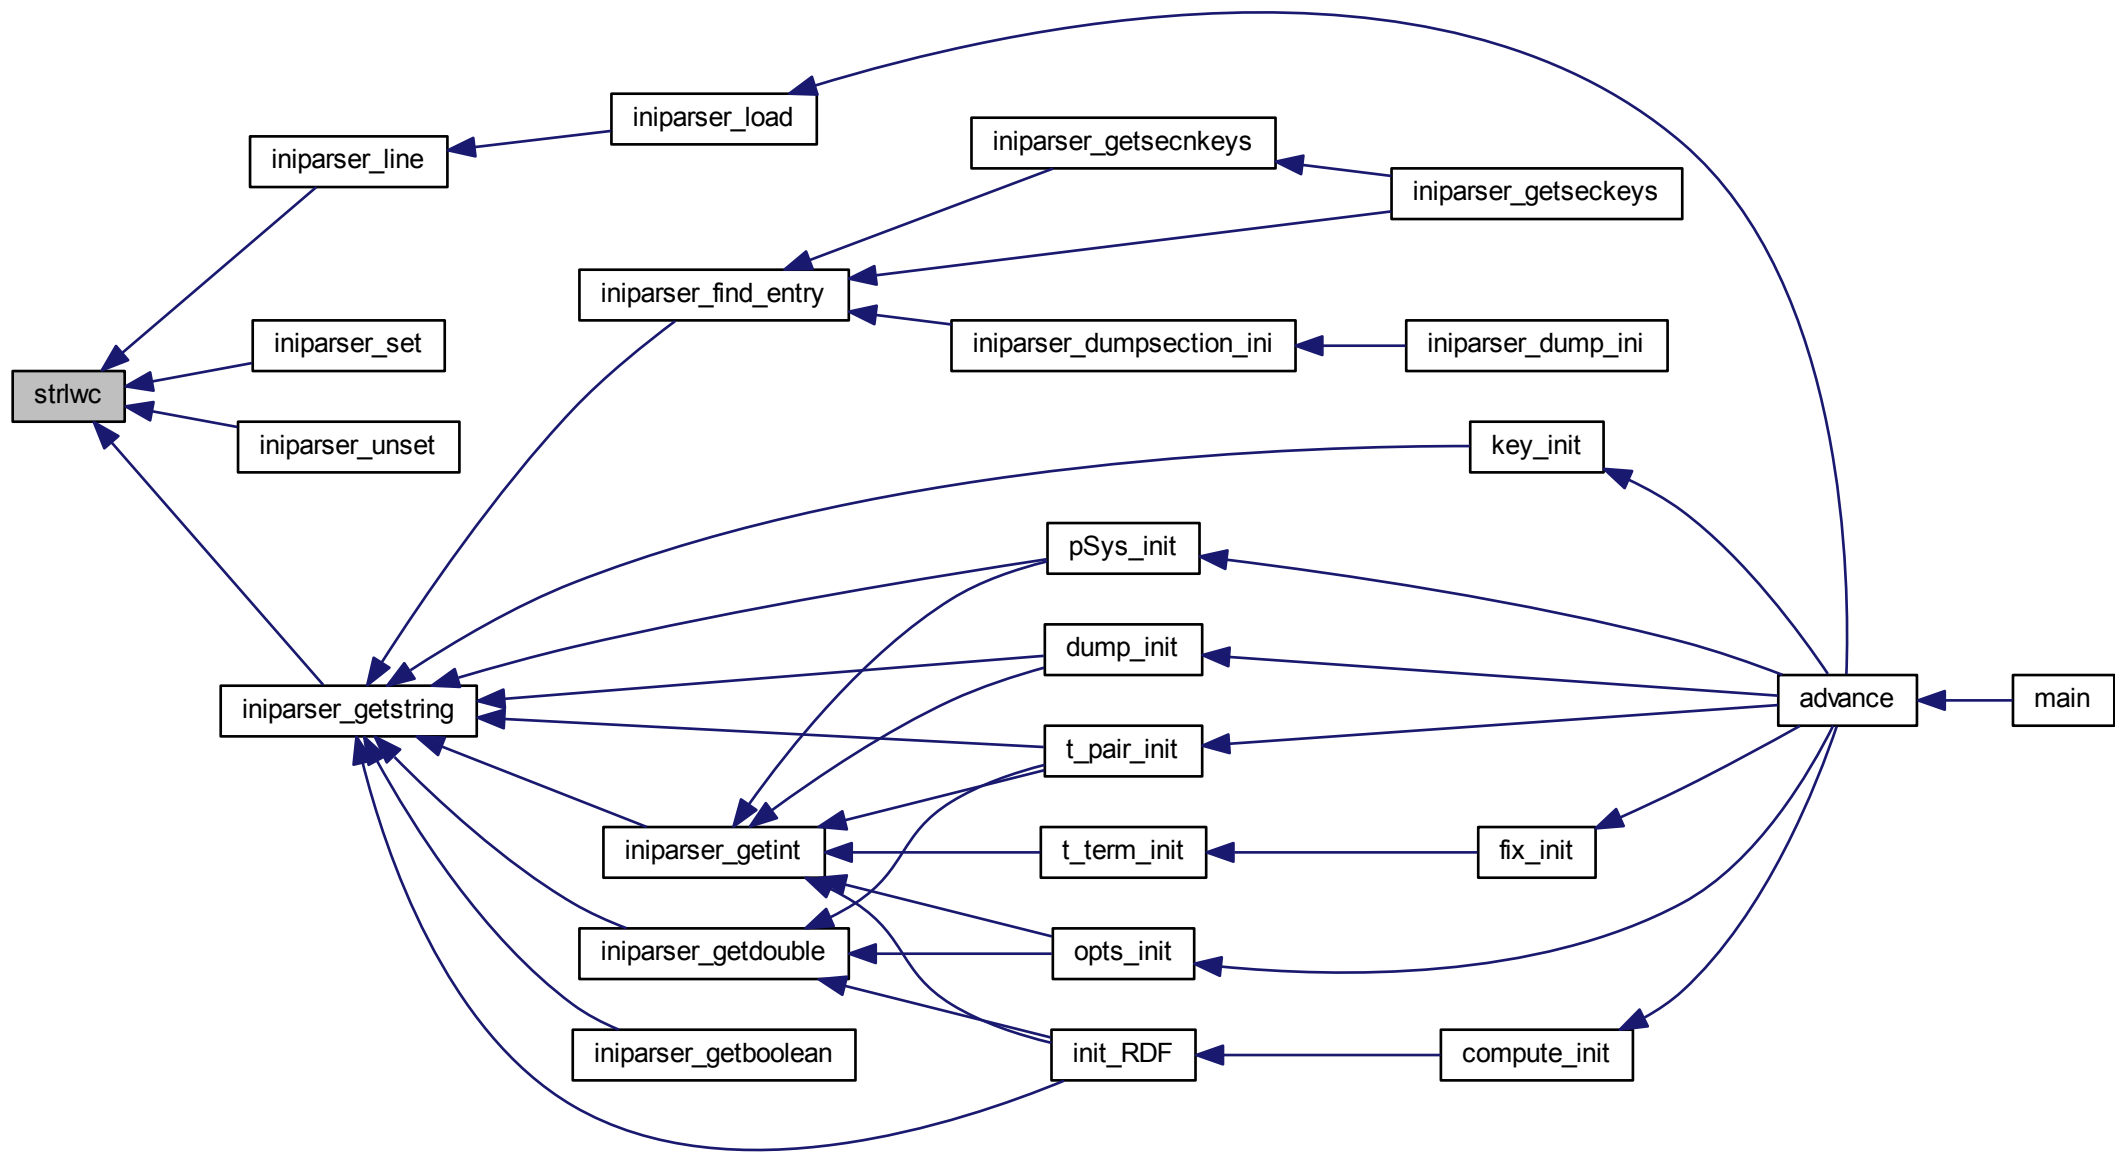 iniparser_load
iniparser_line
iniparser_getsecnkeys
iniparser_getseckeys
iniparser_find_entry
iniparser_set
iniparser_dumpsection_ini
iniparser_dump_ini
strlwc
iniparser_unset
key_init
pSys_init
dump_init
iniparser_getstring
advance
main
t_pair_init
iniparser_getint
t_term_init
fix_init
iniparser_getdouble
opts_init
iniparser_getboolean
init_RDF
compute_init